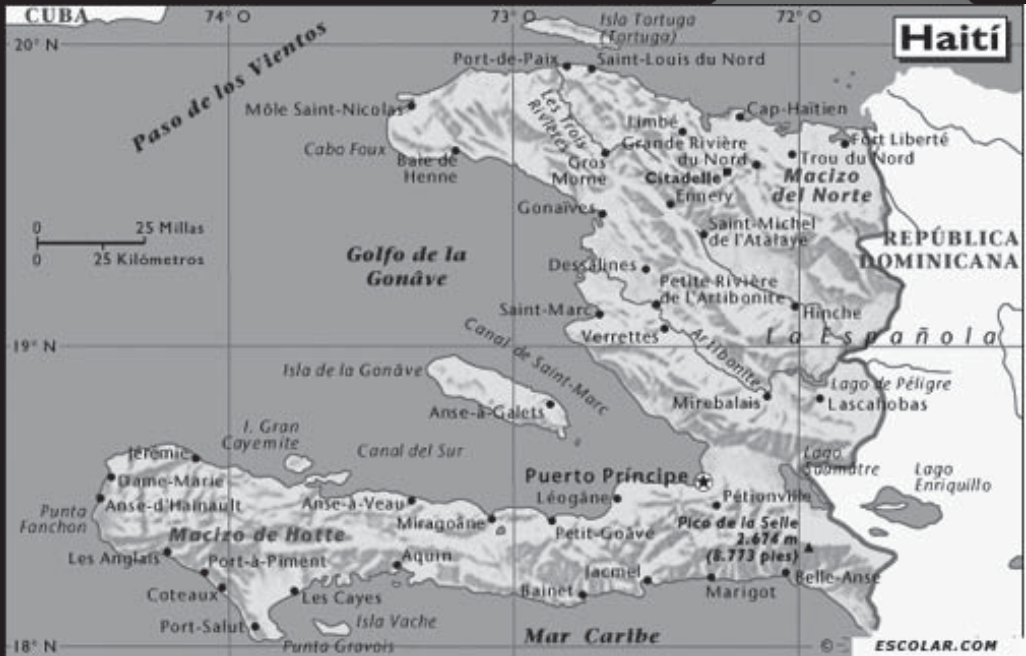 CUBA
74° O
73° O
72° O
Haití
20° N
Paso de los Vientos
Isla Tortuga
(Tortuga)
Port-de-Paix
Saint-Louis du Nord
Môle Saint-Nicolas
Les Trois
Rivières
Limbé
Cap-Haïtien
Fort Liberté
Cabo Foux
Baie de
Henne
Gros
Morne
Grande Rivière
du Nord
Trou du Nord
Citadelle
Macizo
del Norte
Ennery
Gonaïves
0
25 Millas
0
25 Kilómetros
Saint-Michel
de l'Atalaye
REPÚBLICA
DOMINICANA
Golfo de la
Gonâve
Dessalines
Petite Rivière
de l'Artibonite
Saint-Marc
Hinche
Verrettes
La Española
19° N
Canal de Saint-Marc
Artibonite
Isla de la Gonâve
Lago de Péligre
Anse-à-Galets
Mirebalais
Lascahobas
I. Gran
Cayemite
Canal del Sur
Jérémie
Lago
Saumatre
Lago
Enriquillo
Dame-Marie
Puerto Príncipe
Anse-d'Hainault
Anse-à-Veau
Léogâne
Pétionville
Punta
Fanchon
Miragoâne
Petit-Goâve
Pico de la Selle
2.674 m
(8.773 pies)
Macizo de Hotte
Les Anglais
Port-à-Piment
Aquin
Jacmel
Belle-Anse
Coteaux
Les Cayes
Bainet
Marigot
Port-Salut
Isla Vache
Mar Caribe
18° N
Punta Gravois
© ESCOLAR.COM